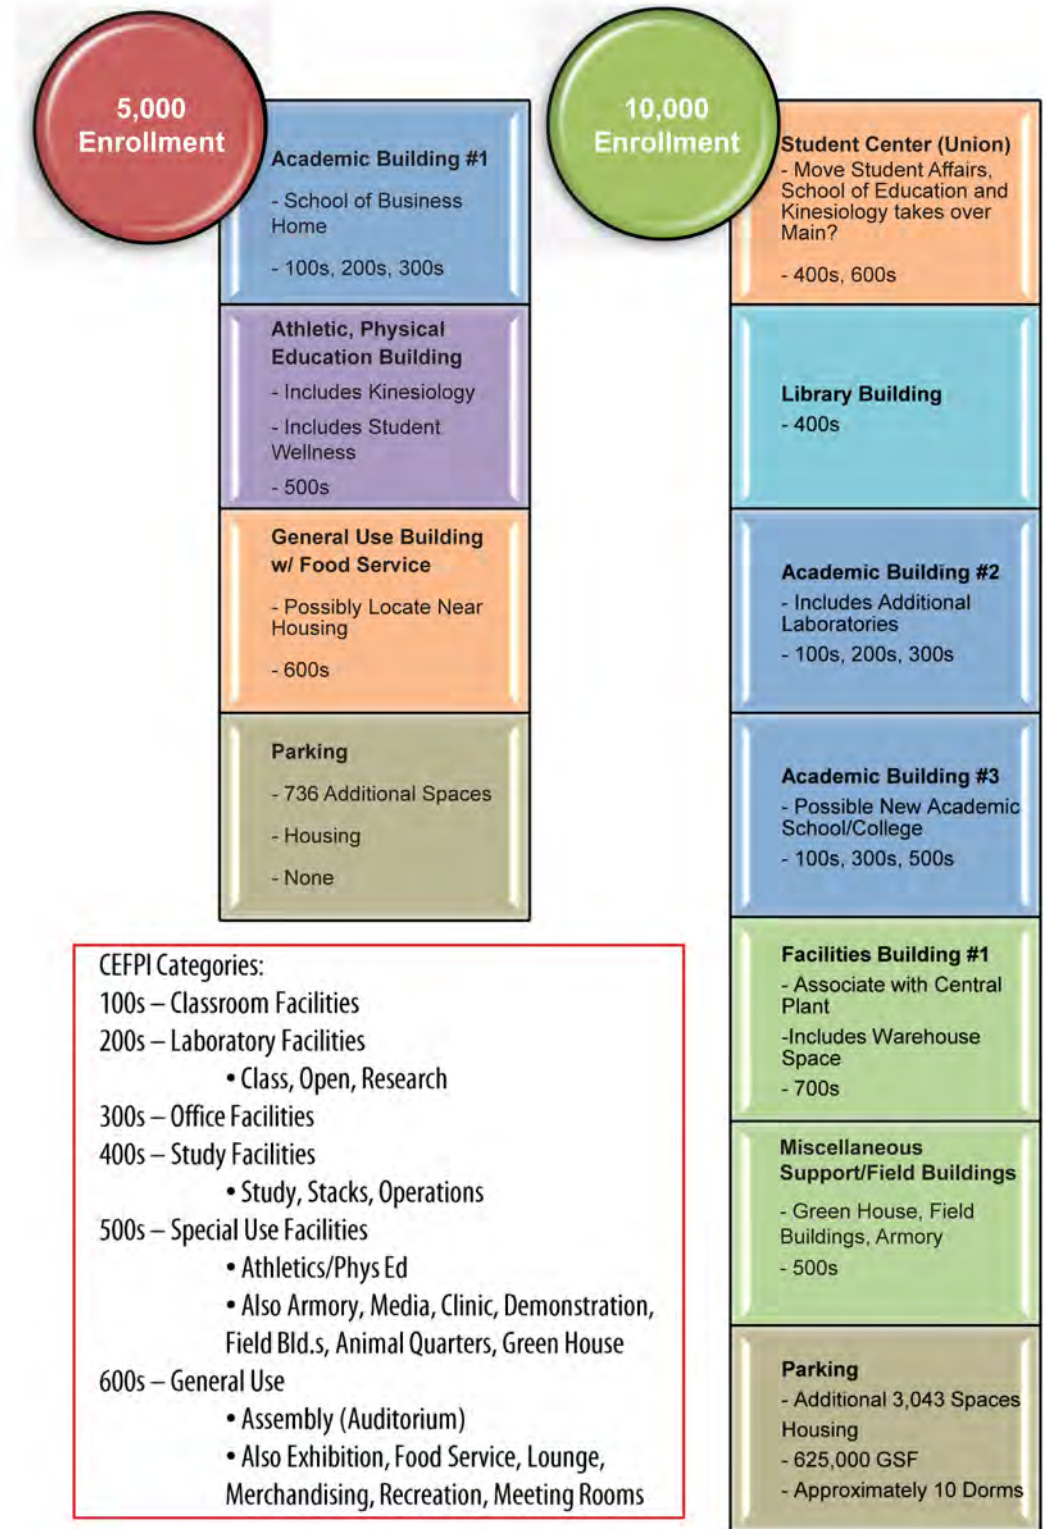 5,000
Enrollment
Academic Building #1
- School of Business
Home
- 100s, 200s, 300s
Athletic, Physical
Education Building
- Includes Kinesiology
- Includes Student
Wellness
- 500s
General Use Building
w/ Food Service
- Possibly Locate Near
Housing
- 600s
Parking
- 736 Additional Spaces
- Housing
- None
10,000
Enrollment
Student Center (Union)
- Move Student Affairs,
School of Education and
Kinesiology takes over
Main?
- 400s, 600s
Library Building
- 400s
Academic Building #2
- Includes Additional
Laboratories
- 100s, 200s, 300s
Academic Building #3
- Possible New Academic
School/College
- 100s, 300s, 500s
Facilities Building #1
- Associate with Central
Plant
-Includes Warehouse
Space
- 700s
Miscellaneous
Support/Field Buildings
- Green House, Field
Buildings, Armory
- 500s
Parking
- Additional 3,043 Spaces
Housing
- 625,000 GSF
- Approximately 10 Dorms
CEFPI Categories:
100s – Classroom Facilities
200s – Laboratory Facilities
• Class, Open, Research
300s – Office Facilities
400s – Study Facilities
• Study, Stacks, Operations
500s – Special Use Facilities
• Athletics/Phys Ed
• Also Armory, Media, Clinic, Demonstration,
Field Bld.s, Animal Quarters, Green House
600s – General Use
• Assembly (Auditorium)
• Also Exhibition, Food Service, Lounge,
Merchandising, Recreation, Meeting Rooms